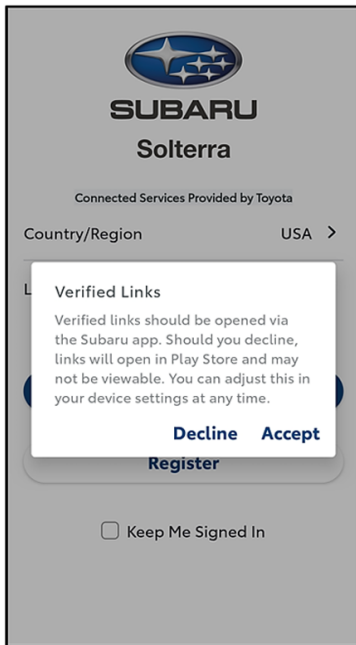 SUBARU
Solterra
Connected Services Provided by Toyota
Country/Region USA >
L
Verified Links
Verified links should be opened via
the Subaru app. Should you decline,
links will open in Play Store and may
not be viewable. You can adjust this in
your device settings at any time.
Decline Accept
Register
Keep Me Signed In